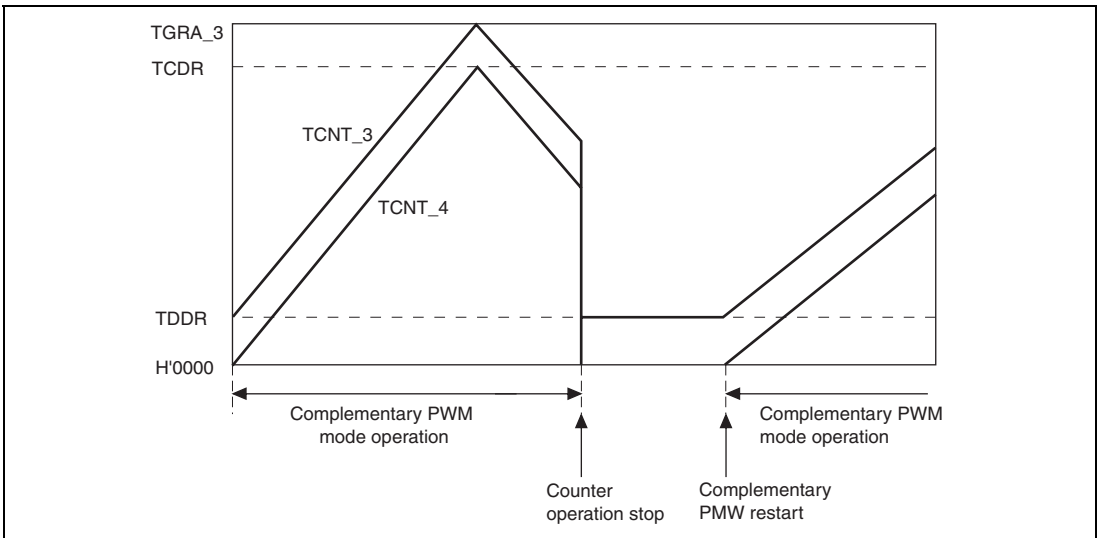 TGRA_3
TCDR
TCNT_3
TCNT_4
TDDR
H'0000
Complementary PWM
mode operation
Complementary PWM
mode operation
Counter
operation stop
Complementary
PMW restart